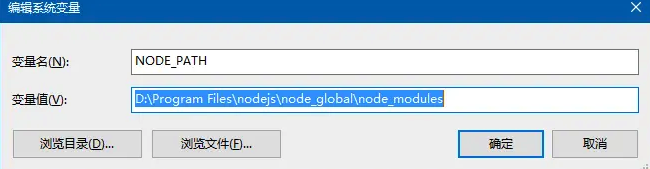 编辑系统变量
变量名(N): NODE_PATH
变量值(V): D:\Program Files\nodejs\node_global\node_modules
浏览目录(D)... 浏览文件(F)... 确定 取消